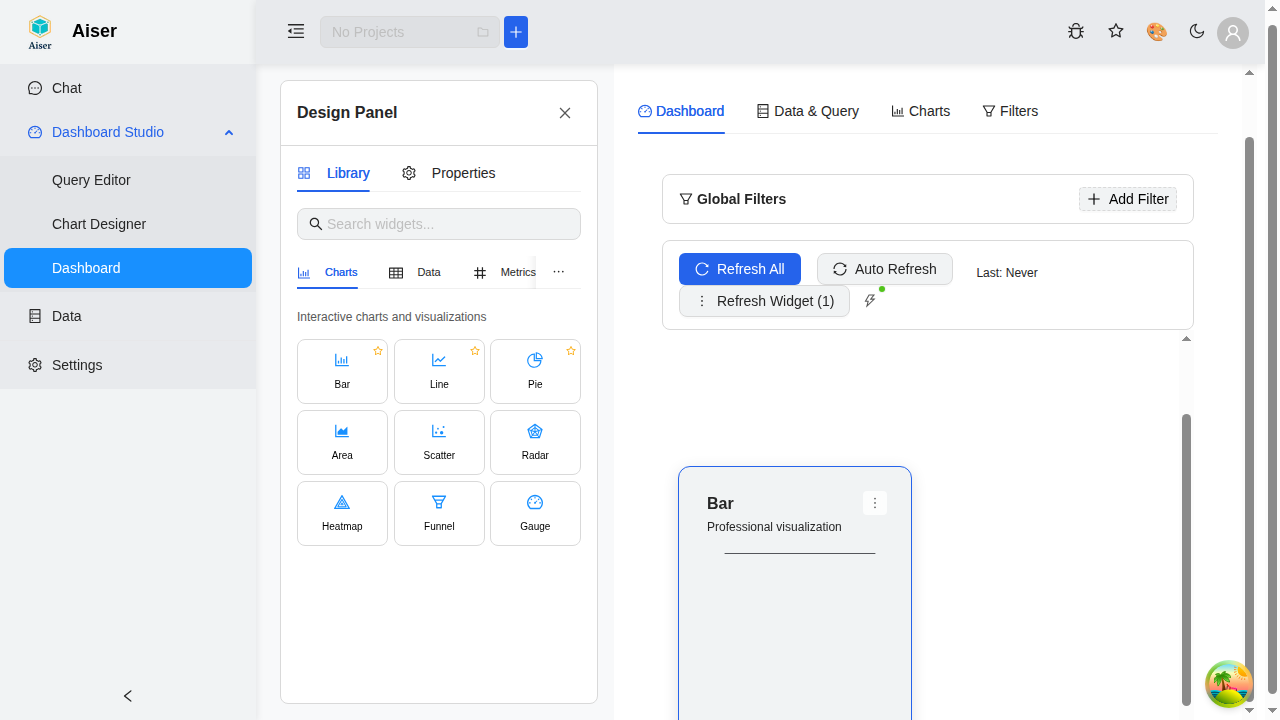 Aiser
Aiser
No Projects
Chat
Dashboard Studio
Query Editor
Chart Designer
Dashboard
Data
Settings
Design Panel
Library
Properties
Search widgets...
Charts
Data
Metrics
Interactive charts and visualizations
Bar
Line
Pie
Area
Scatter
Radar
Heatmap
Funnel
Gauge
Dashboard
Data & Query
Charts
Filters
Global Filters
Add Filter
Refresh All
Auto Refresh
Last: Never
Refresh Widget (1)
Bar
Professional visualization